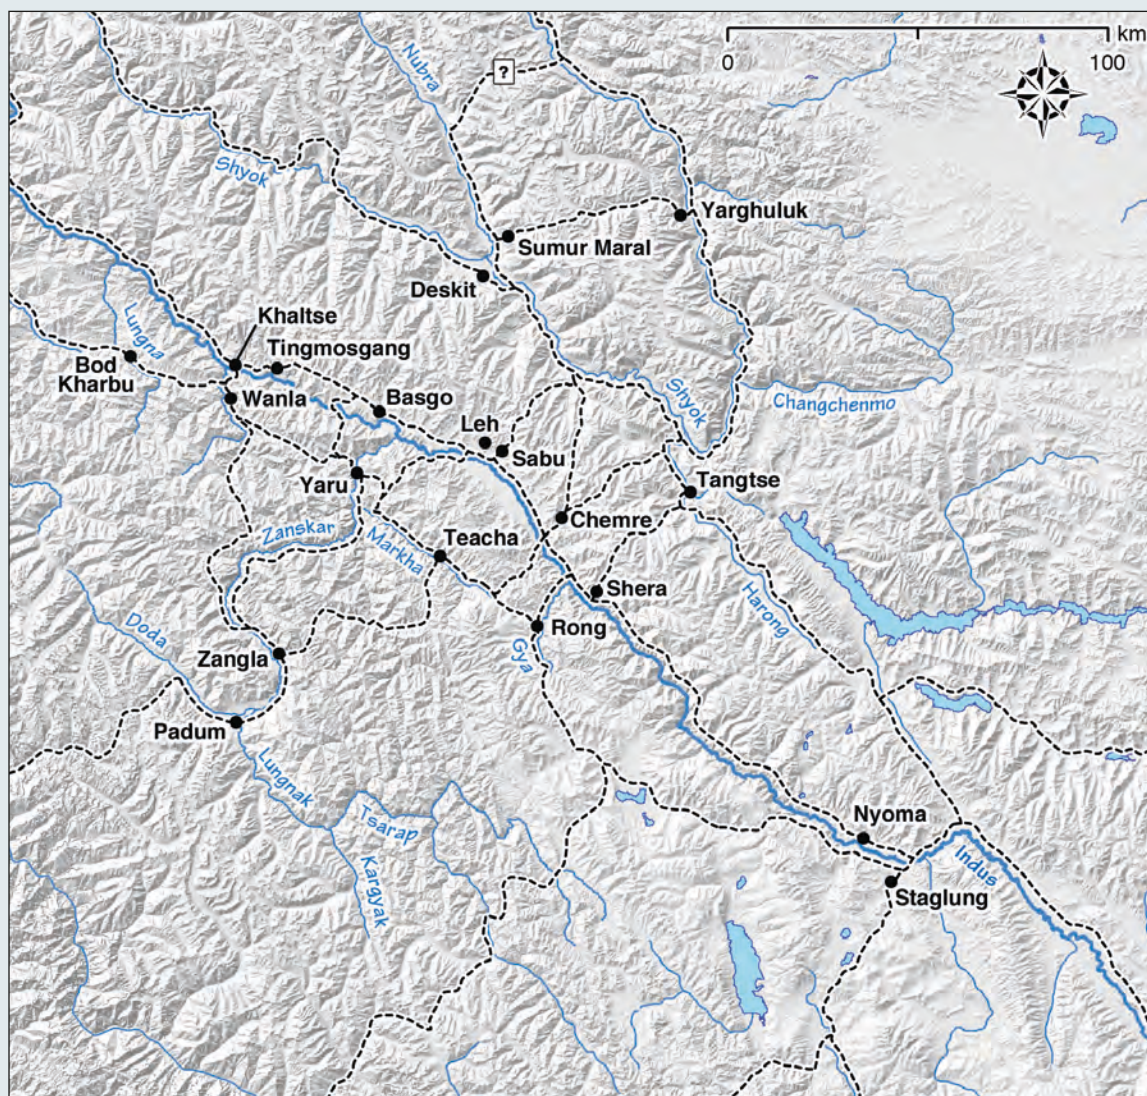 km
0
100
Nubra
?
Shyok
Yarghuluk
Sumur Maral
Deskit
Khaltse
Lungna
Tingmosgang
Bod
Kharbu
Wanla
Basgo
Shyok
Changchenmo
Leh
Sabu
Yaru
Tangtse
Zanskar
Markha
Teacha
Chemre
Shera
Harong
Doda
Rong
Gya
Zangla
Padum
Lungnak
Tsarap
Kargyak
Nyoma
Indus
Staglung